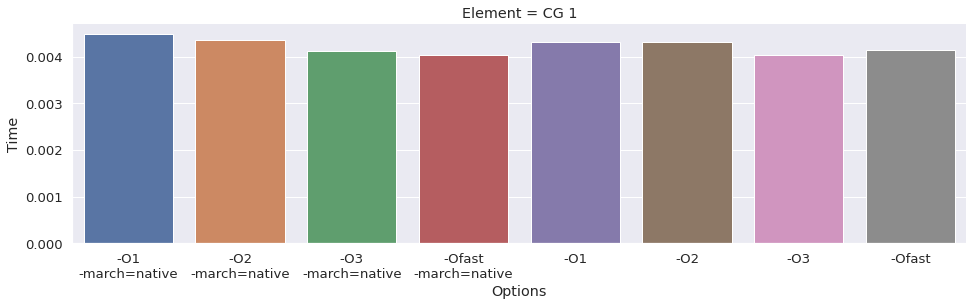 Element = CG 1
Time
0.004
0.003
0.002
0.001
0.000
-O1
-march=native
-O2
-march=native
-O3
-march=native
-Ofast
-march=native
-O1
-O2
-O3
-Ofast
Options